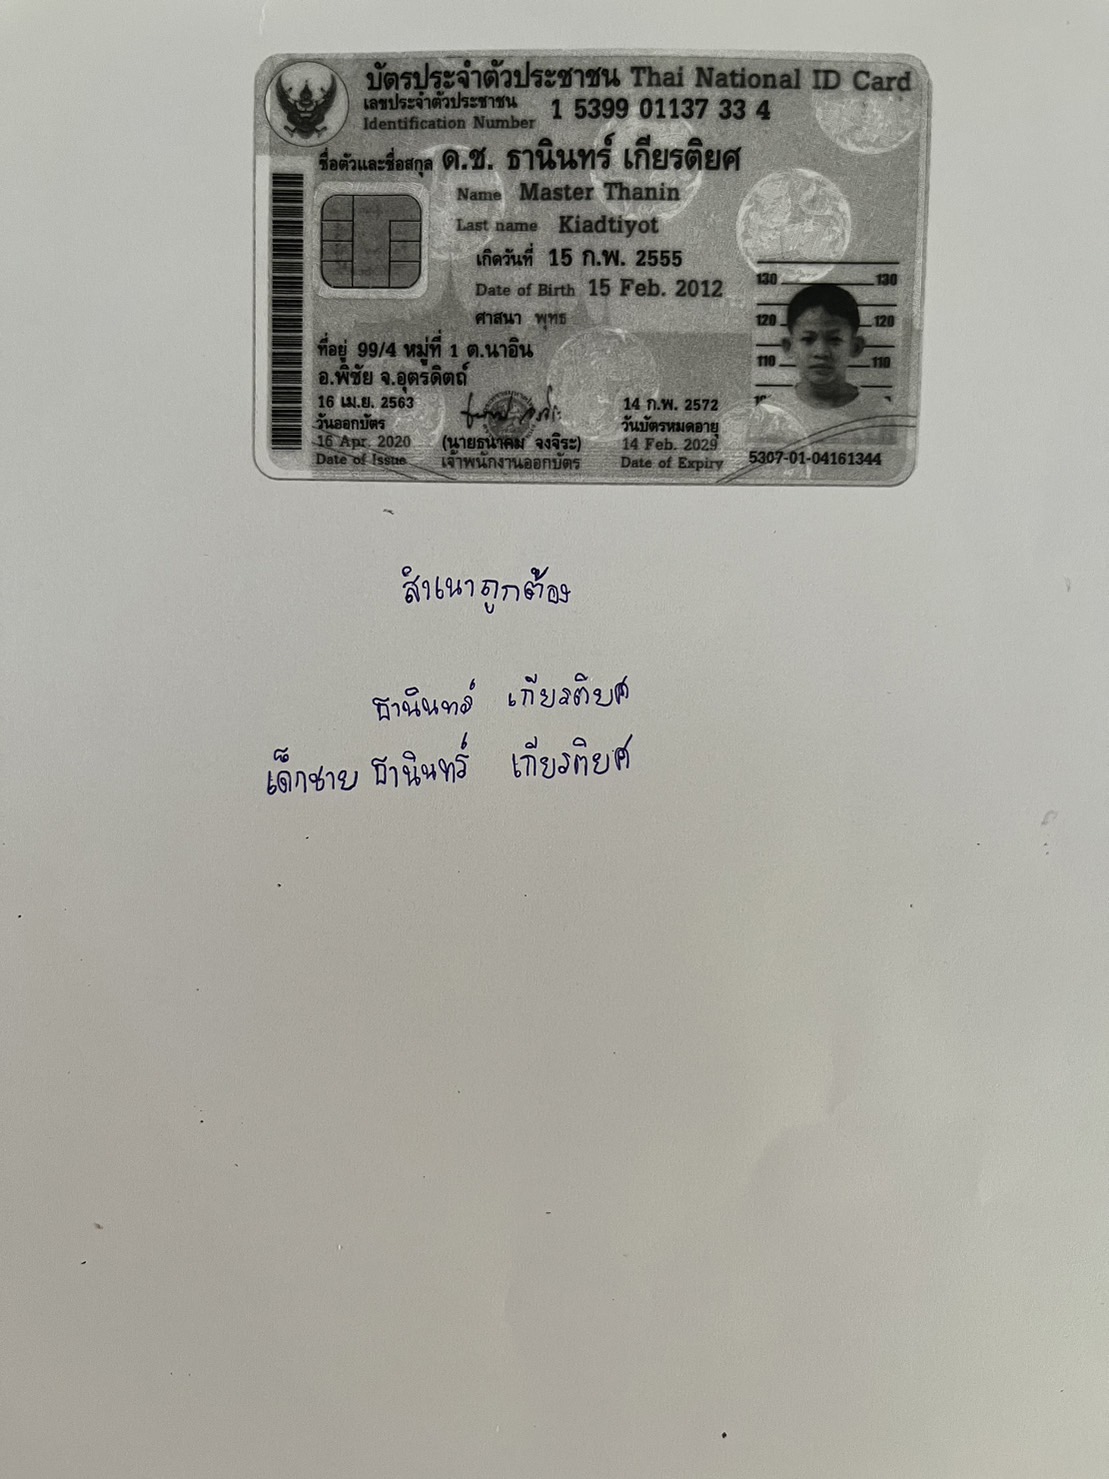 บัตรประจำตัวประชาชน Thai National ID Card
เลขประจำตัวประชาชน
Identification Number 1 5399 01137 33 4
ชื่อตัวและชื่อสกุล ด.ช. ธานินทร์ เกียรติยศ
Name Master Thanin
Last name Kiadtiyot
เกิดวันที่ 15 ก.พ. 2555
Date of Birth 15 Feb. 2012
ศาสนา พุทธ
ที่อยู่ 99/4 หมู่ที่ 1 ต.นาอิน
อ.พิชัย จ.อุตรดิตถ์
16 เม.ย. 2563
วันออกบัตร
16 Apr. 2020
Date of Issue
(นายธนาคม จงจิระ)
เจ้าพนักงานออกบัตร
14 ก.พ. 2572
วันบัตรหมดอายุ
14 Feb. 2029
Date of Expiry
130 130
120 120
110 110
5307-01-04161344
สำเนาถูกต้อง
ธานินทร์ เกียรติยศ
เด็กชาย ธานินทร์ เกียรติยศ